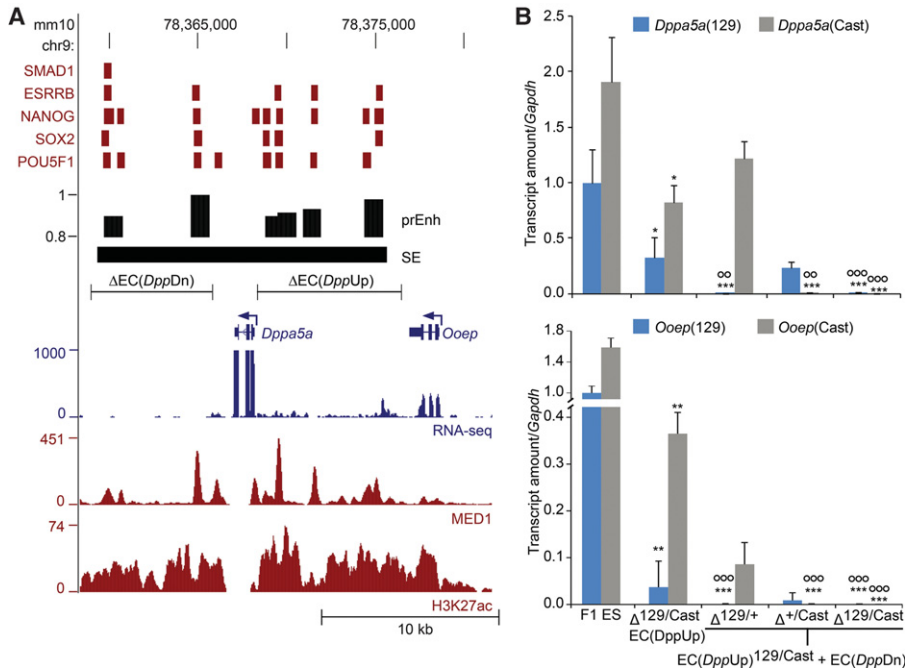 A
mm10
chr9:
78,365,000
78,375,000
SMAD1
ESRRB
NANOG
SOX2
POU5F1
1
0.8
prEnh
SE
ΔEC(DppDn)
ΔEC(DppUp)
Dppa5a
Ooep
1000
0
RNA-seq
451
0
MED1
74
0
H3K27ac
10 kb
B
Dppa5a(129)
Dppa5a(Cast)
Transcript amount/Gapdh
2.5
2.0
1.5
1.0
0.5
0.0
*
*
°°
***
°°
***
°°°
***
°°°
***
Ooep(129)
Ooep(Cast)
Transcript amount/Gapdh
1.8
1.4
1
0.4
0.3
0.2
0.1
0.0
**
**
°°°
***
°°°
***
°°°
***
°°°
***
F1 ES
Δ129/Cast
EC(DppUp)
Δ129/+
Δ+/Cast
Δ129/Cast
EC(DppUp)129/Cast + EC(DppDn)